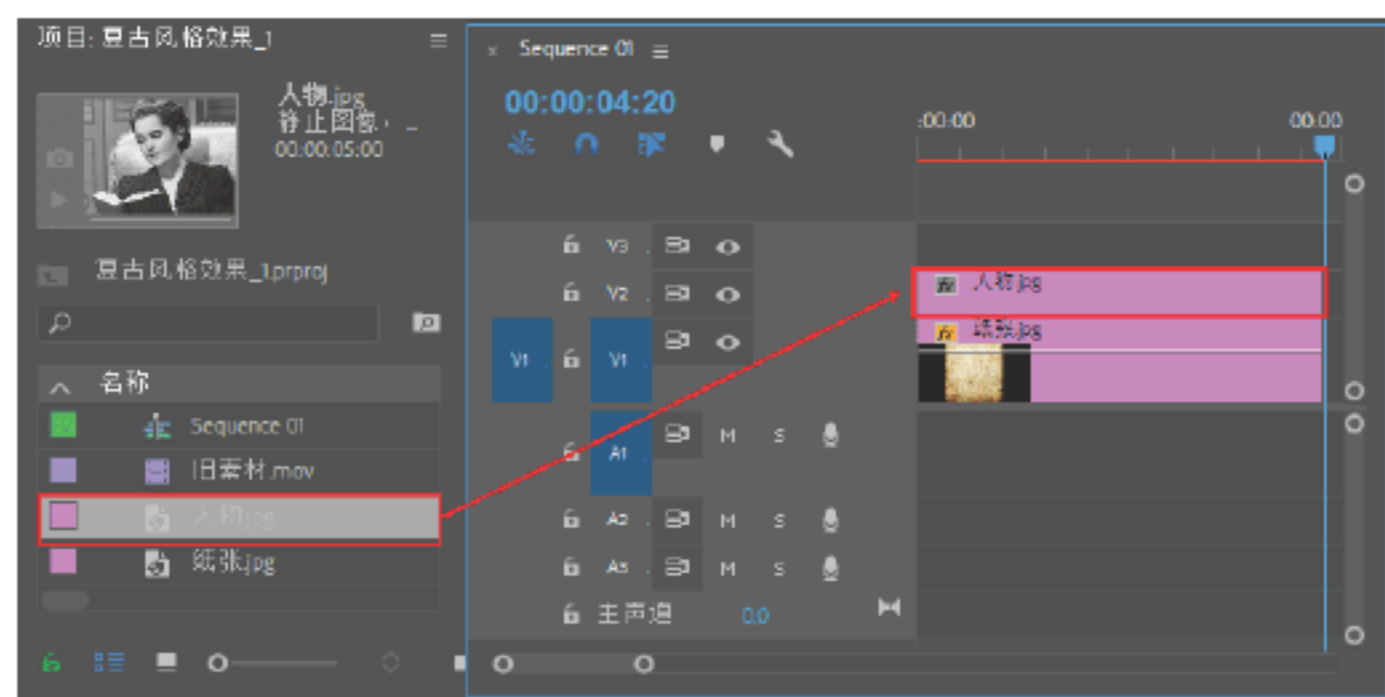 项目: 复古风格效果_1
人物.jpg
静止图像, _
00:00:05:00
复古风格效果_1.prproj
名称
Sequence 01
旧素材.mov
人物.jpg
纸张.jpg
× Sequence 01
00:00:04:20
:00:00 00:00
V3
V2
V1 V1
A1 M S
A2 M S
A3 M S
主声道 0.0
fx 人物.jpg
fx 纸张.jpg